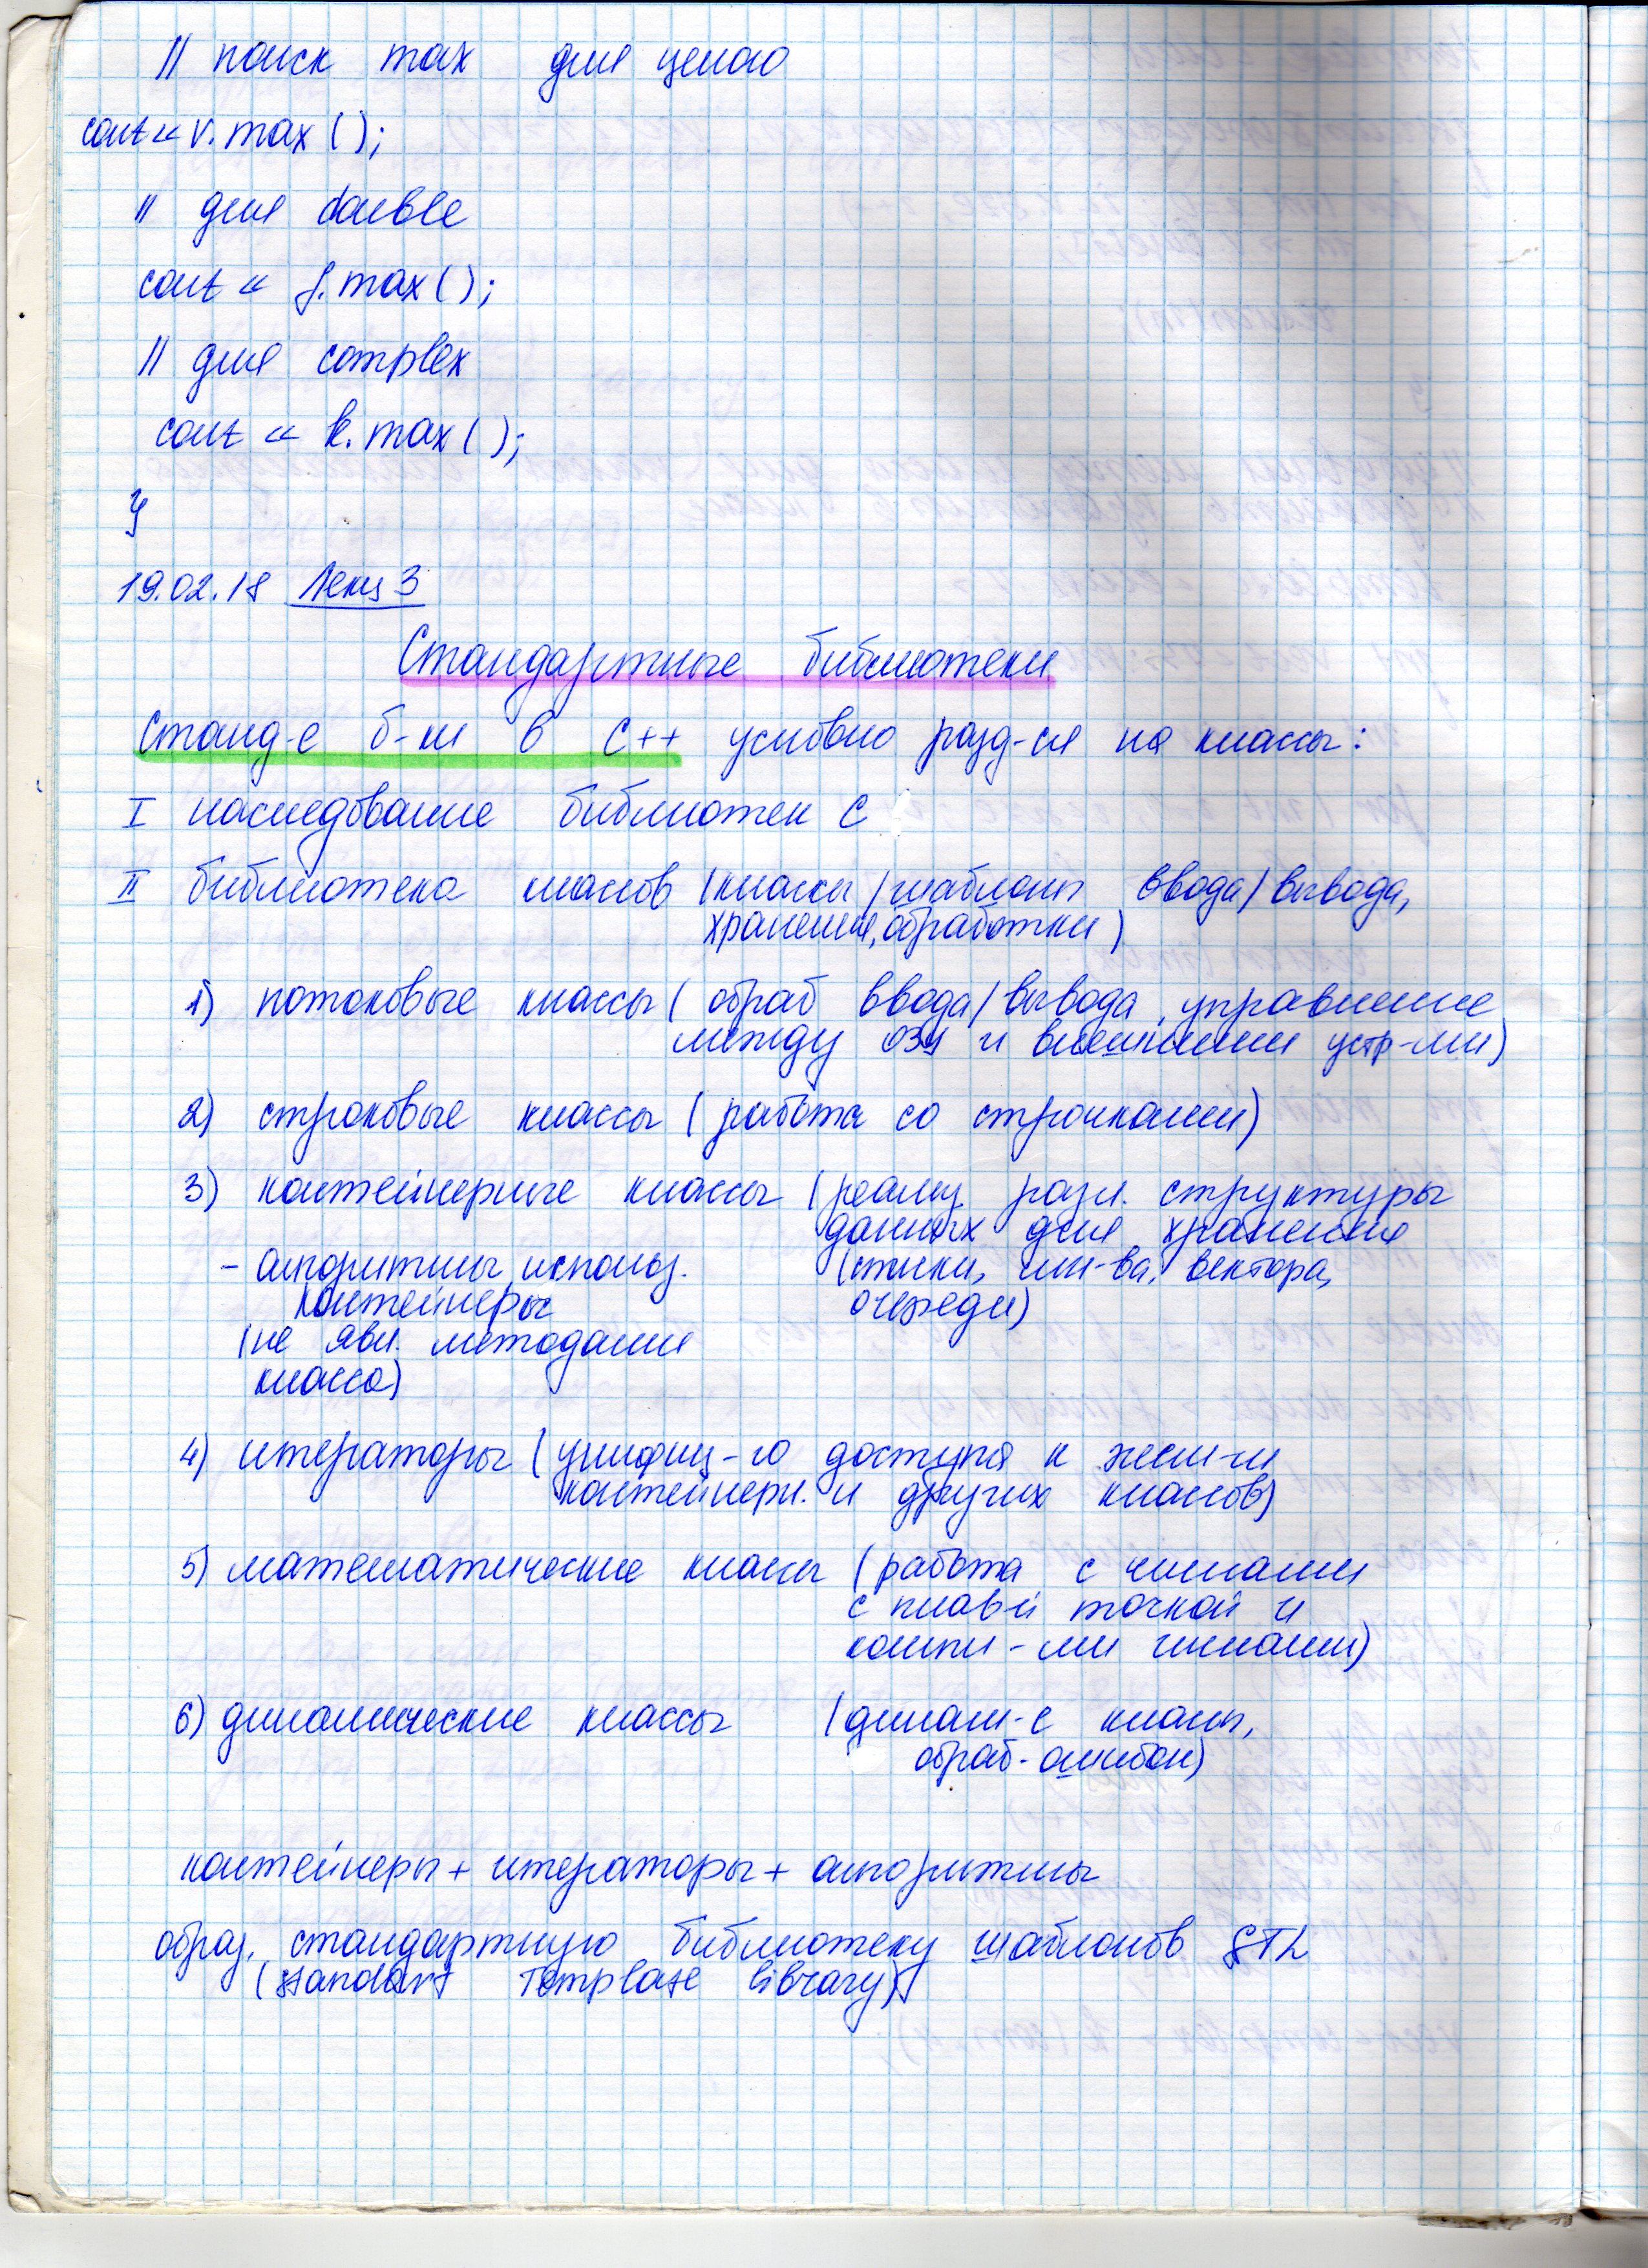 // поиск max для целого
cout << v.max();
// для double
cout << f.max();
// для complex
cout << k.max();
}
19.02.18 Лекц 3
Стандартные библиотеки
Станд-е б-ки в C++ условно разд-ся на классы:
I наследование библиотек C
II библиотека классов (классы/шаблоны ввода/вывода,
хранения, обработки)
1) потоковые классы (обраб ввода/вывода, управление
между ОЗУ и внешними устр-ми)
2) строковые классы (работа со строками)
3) контейнерные классы (реализ. разл. структуры
данных для хранения
(стеки, мн-ва, вектора,
очереди)
- алгоритмы, использ.
контейнеры
(не явл. методами
класса)
4) итераторы (унифиц-го доступа к элем-м
контейнерн. и других классов)
5) математические классы (работа с числами
с плав-й точкой и
компл-ми числами)
6) динамические классы (динам-е классы,
обраб-ошибок)
контейнеры + итераторы + алгоритмы
образ. стандартную библиотеку шаблонов STL
(standart Template library)